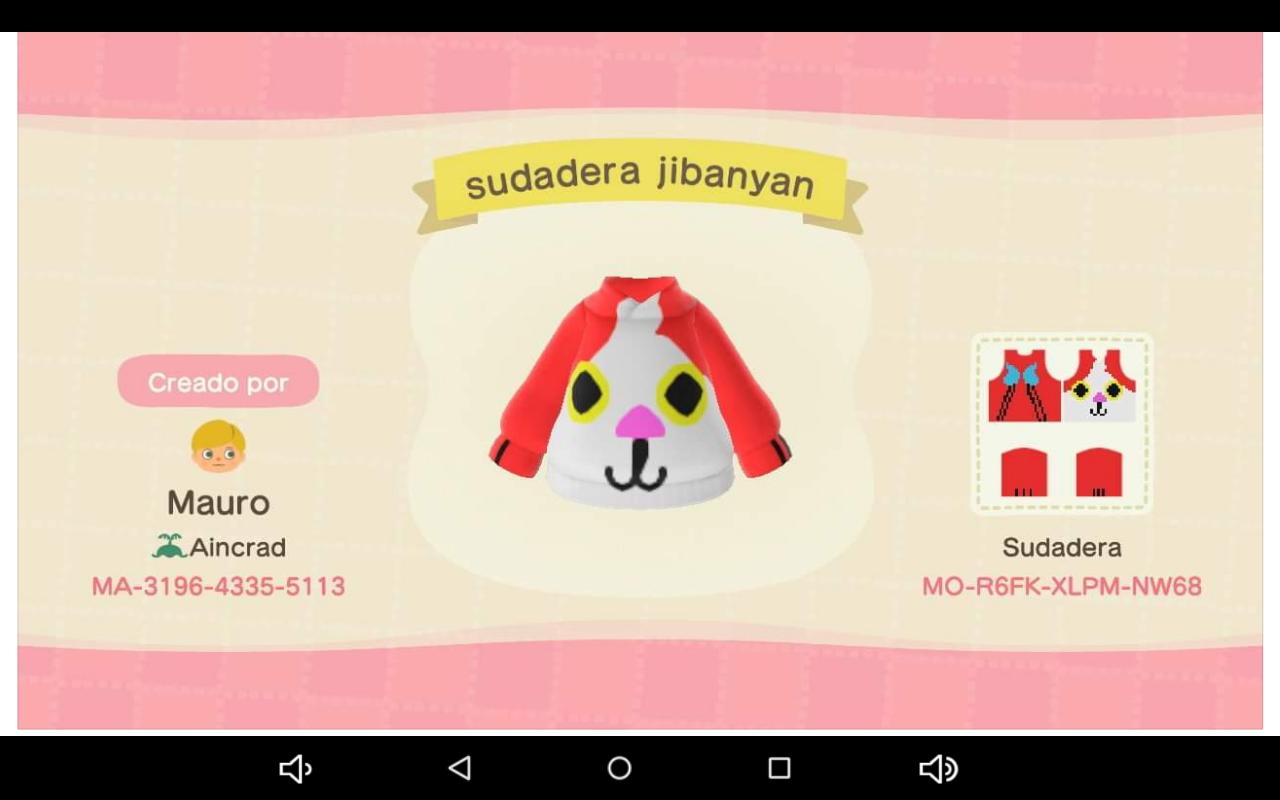 sudadera jibanyan
Creado por
Mauro
Aincrad
MA-3196-4335-5113
Sudadera
MO-R6FK-XLPM-NW68